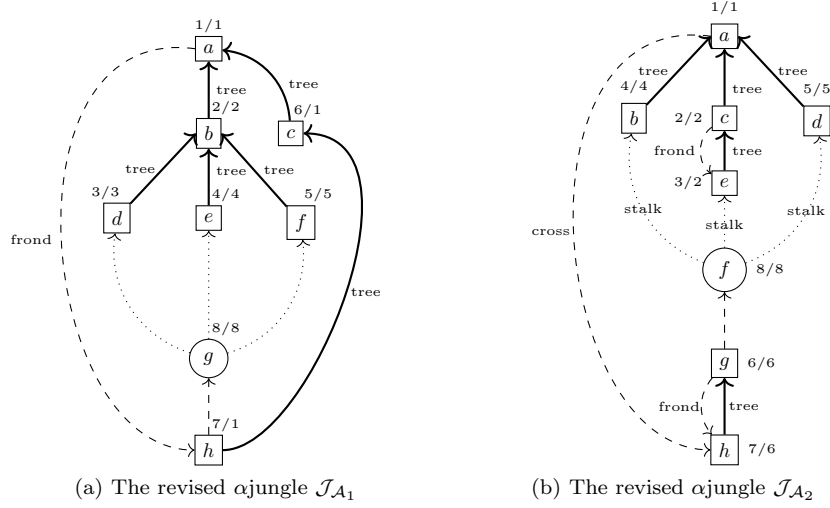 1/1
a
tree
tree
2/2
6/1
b
c
tree
tree
tree
3/3
4/4
5/5
d
e
f
frond
tree
8/8
g
7/1
h
(a) The revised αjungle 𝒥𝒜₁
1/1
a
tree
tree
tree
4/4
5/5
b
2/2
c
d
frond
tree
3/2
e
cross
stalk
stalk
stalk
f
8/8
g
6/6
frond
tree
h
7/6
(b) The revised αjungle 𝒥𝒜₂